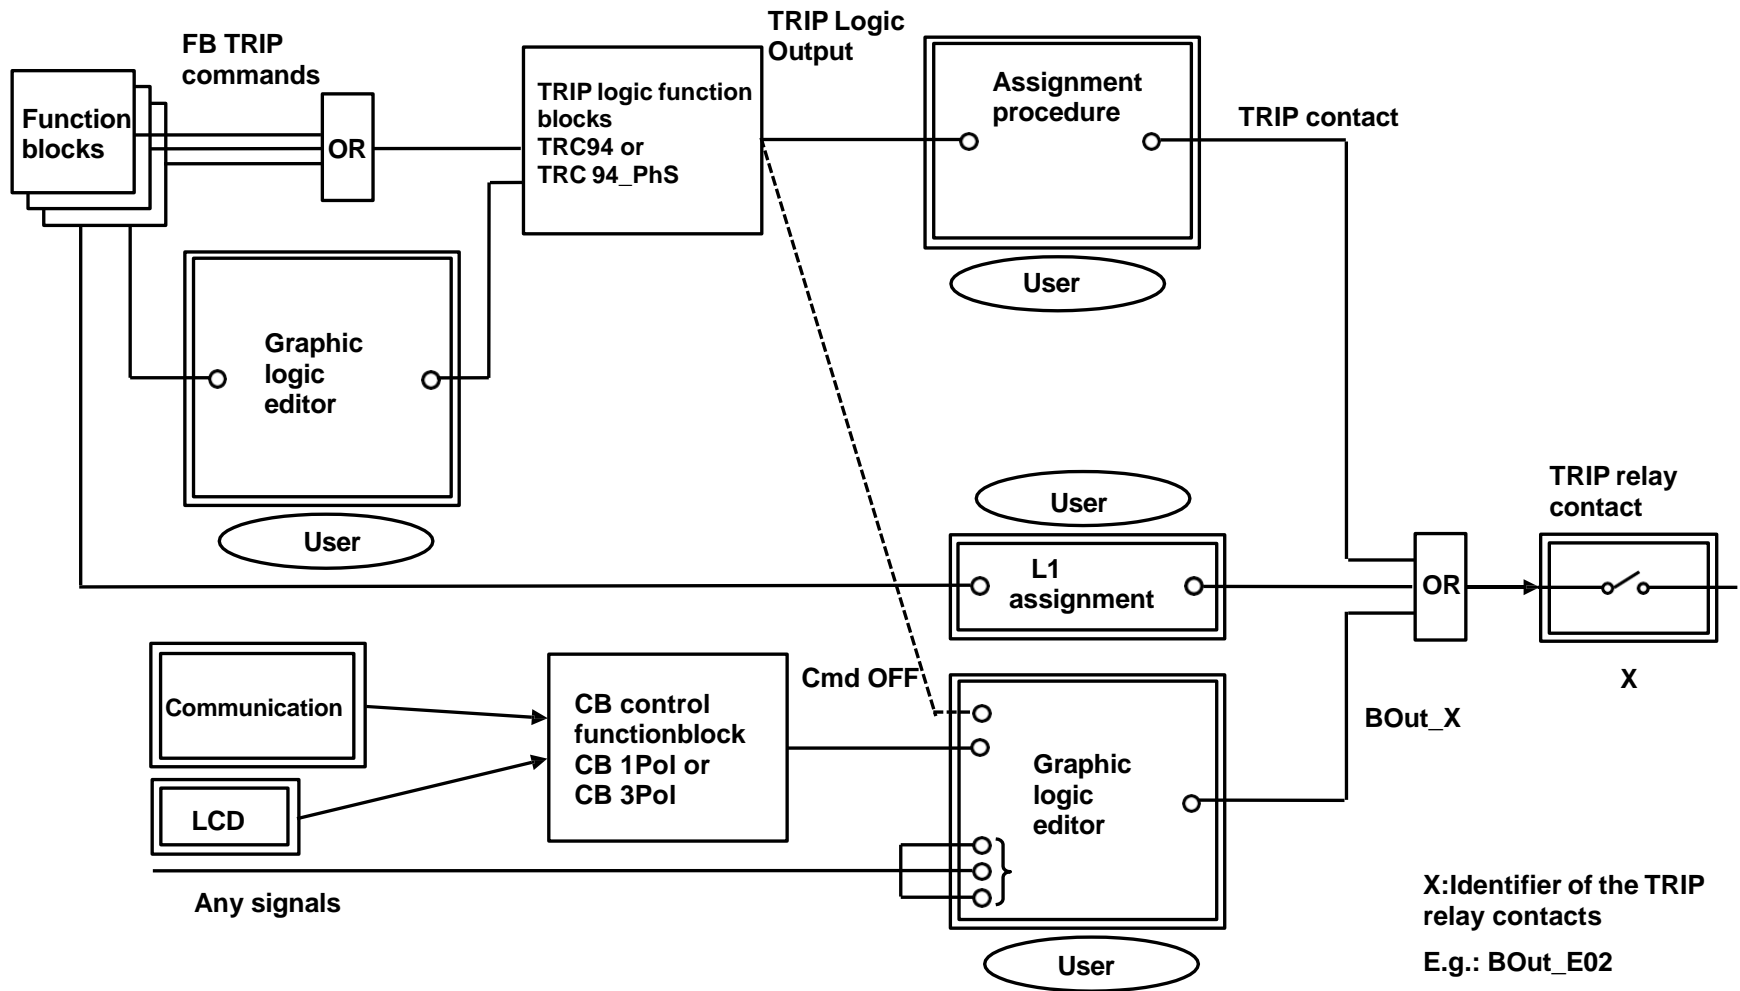 FB TRIP
commands
TRIP Logic
Output
Function
blocks
OR
TRIP logic function
blocks
TRC94 or
TRC 94_PhS
Assignment
procedure
TRIP contact
User
Graphic
logic
editor
User
User
L1
assignment
OR
TRIP relay
contact
X
Communication
LCD
CB control
functionblock
CB 1Pol or
CB 3Pol
Cmd OFF
Graphic
logic
editor
BOut_X
Any signals
User
X:Identifier of the TRIP
relay contacts
E.g.: BOut_E02